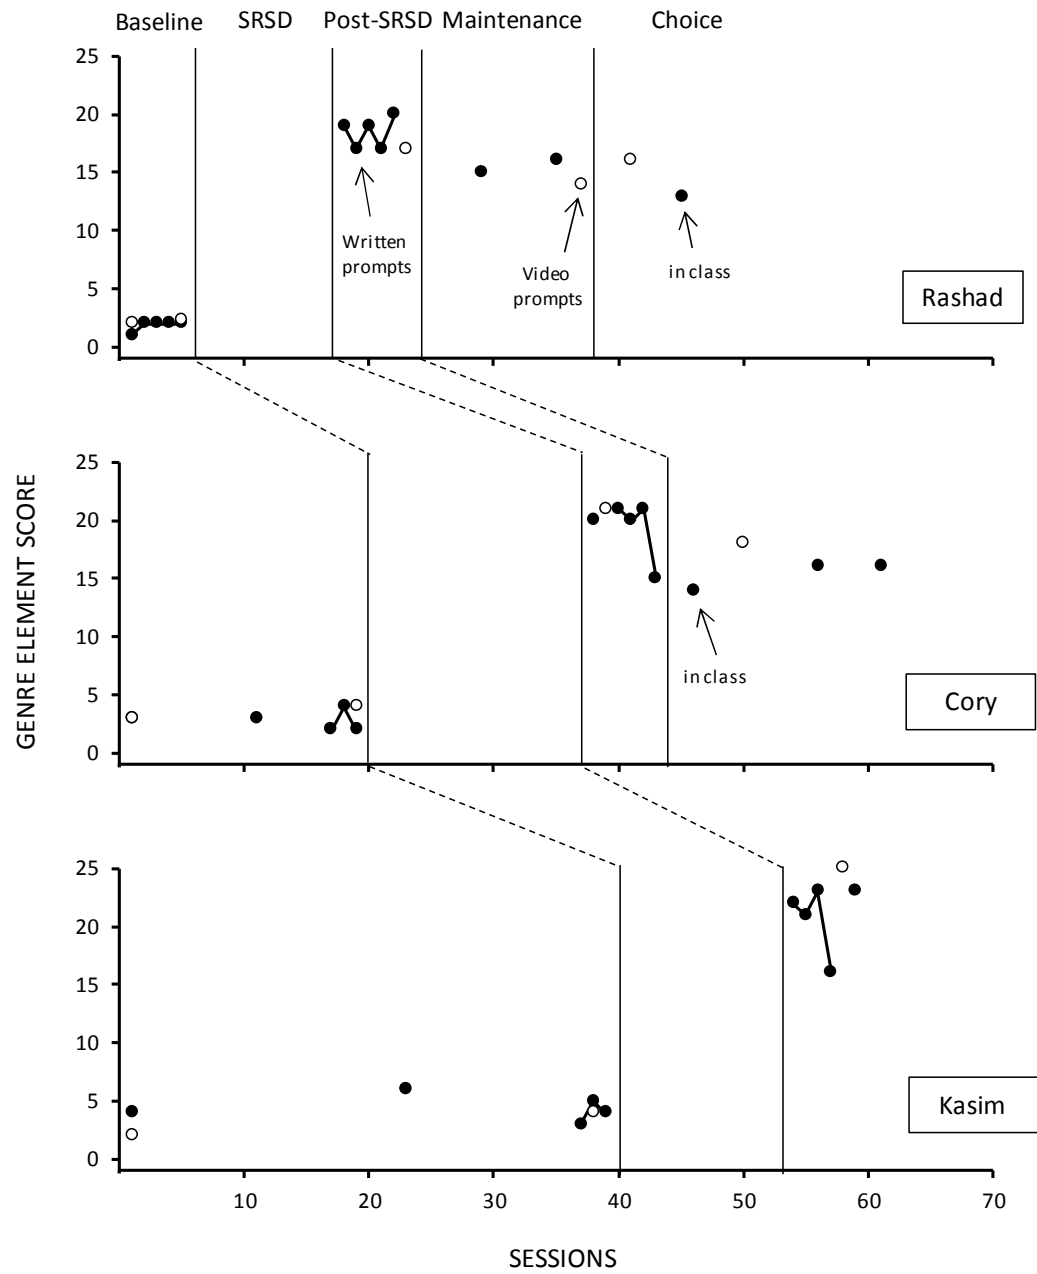 Baseline SRSD Post-SRSD Maintenance Choice
25
20
15
10
5
0
Written
prompts
Video
prompts
in class
Rashad
GENRE ELEMENT SCORE
25
20
15
10
5
0
in class
Cory
25
20
15
10
5
0
Kasim
10 20 30 40 50 60 70
SESSIONS